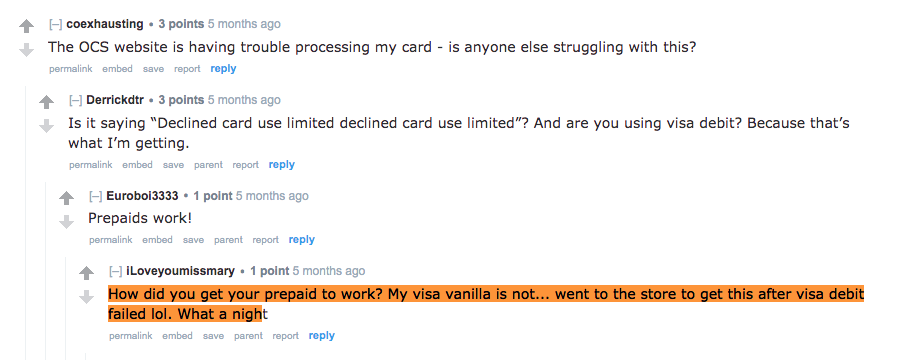 [–] coexhausting • 3 points 5 months ago
The OCS website is having trouble processing my card - is anyone else struggling with this?
permalink embed save report reply
[–] Derrickdtr • 3 points 5 months ago
Is it saying “Declined card use limited declined card use limited”? And are you using visa debit? Because that’s
what I’m getting.
permalink embed save parent report reply
[–] Euroboi3333 • 1 point 5 months ago
Prepaids work!
permalink embed save parent report reply
[–] iLoveyoumissmary • 1 point 5 months ago
How did you get your prepaid to work? My visa vanilla is not... went to the store to get this after visa debit
failed lol. What a night
permalink embed save parent report reply